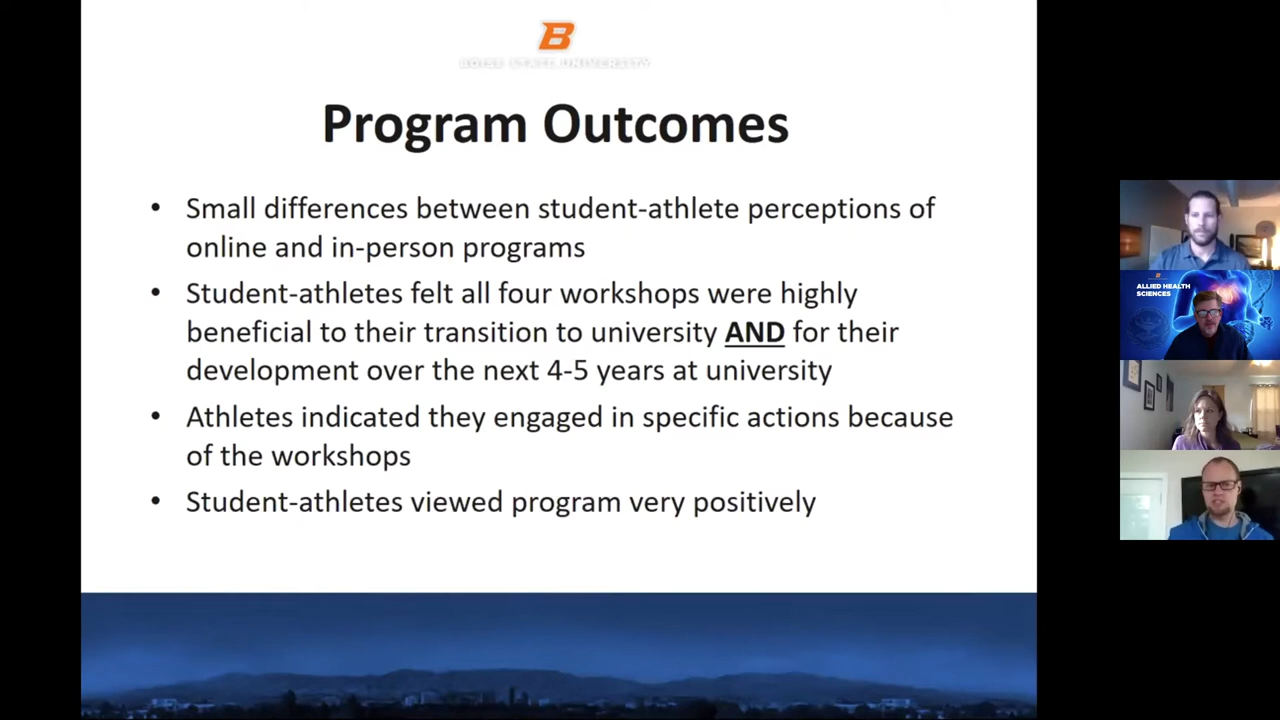 B
BOISE STATE UNIVERSITY
Program Outcomes
• Small differences between student-athlete perceptions of
online and in-person programs
• Student-athletes felt all four workshops were highly
beneficial to their transition to university AND for their
development over the next 4-5 years at university
• Athletes indicated they engaged in specific actions because
of the workshops
• Student-athletes viewed program very positively
ALLIED HEALTH
SCIENCES